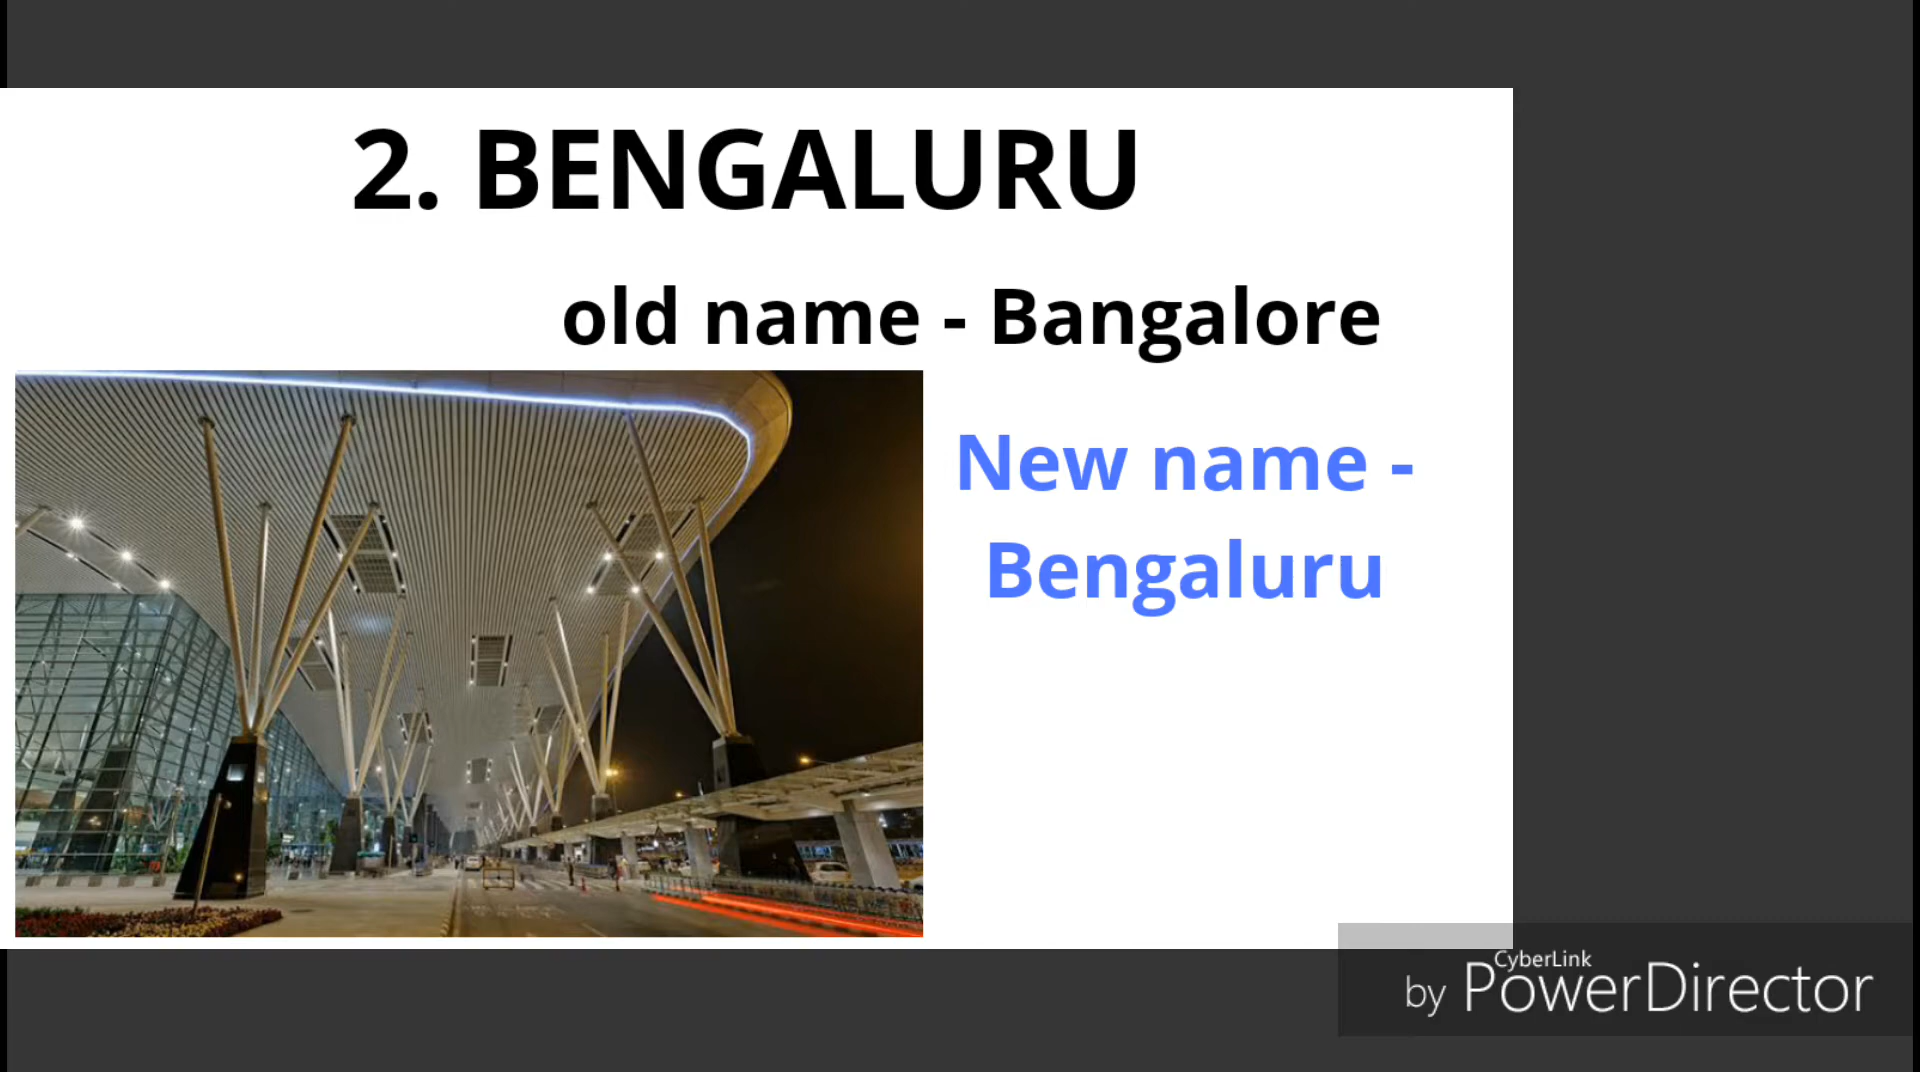 2. BENGALURU
old name - Bangalore
New name -
Bengaluru
CyberLink
by PowerDirector